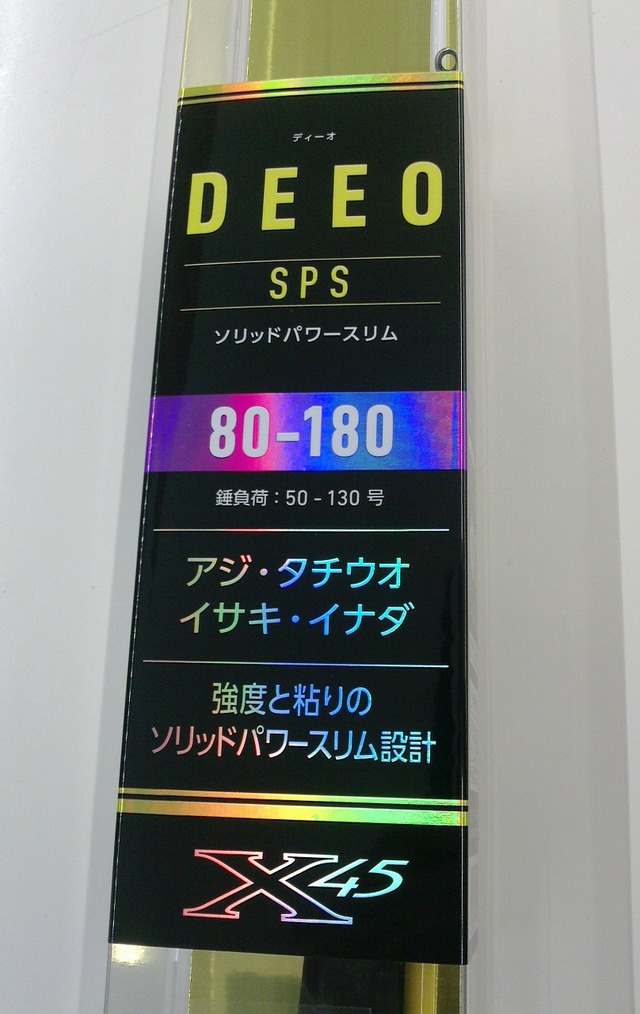 ディーオ
DEEO
SPS
ソリッドパワースリム
80-180
錘負荷：50 - 130 号
アジ・タチウオ
イサキ・イナダ
強度と粘りの
ソリッドパワースリム設計
X45